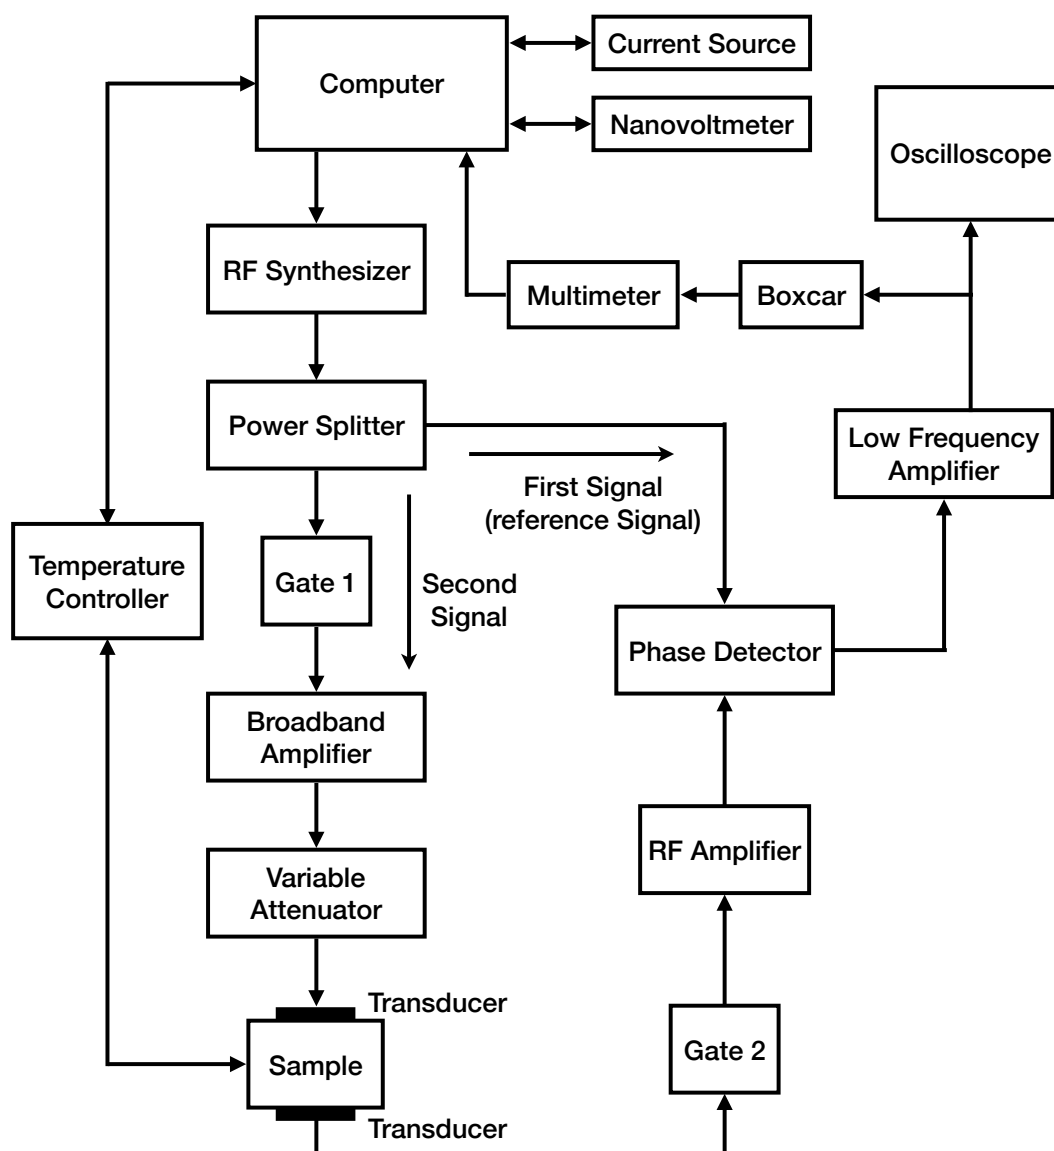 Current Source
Computer
Nanovoltmeter
Oscilloscope
RF Synthesizer
Multimeter
Boxcar
Power Splitter
Low Frequency
Amplifier
First Signal
(reference Signal)
Temperature
Controller
Gate 1
Second
Signal
Phase Detector
Broadband
Amplifier
RF Amplifier
Variable
Attenuator
Transducer
Sample
Gate 2
Transducer